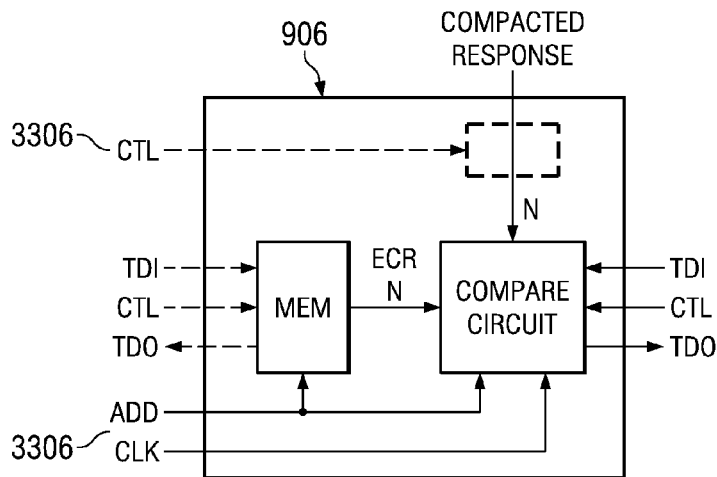 COMPACTED
RESPONSE
906
3306
CTL
N
TDI
CTL
TDO
MEM
ECR
N
COMPARE
CIRCUIT
TDI
CTL
TDO
ADD
3306
CLK